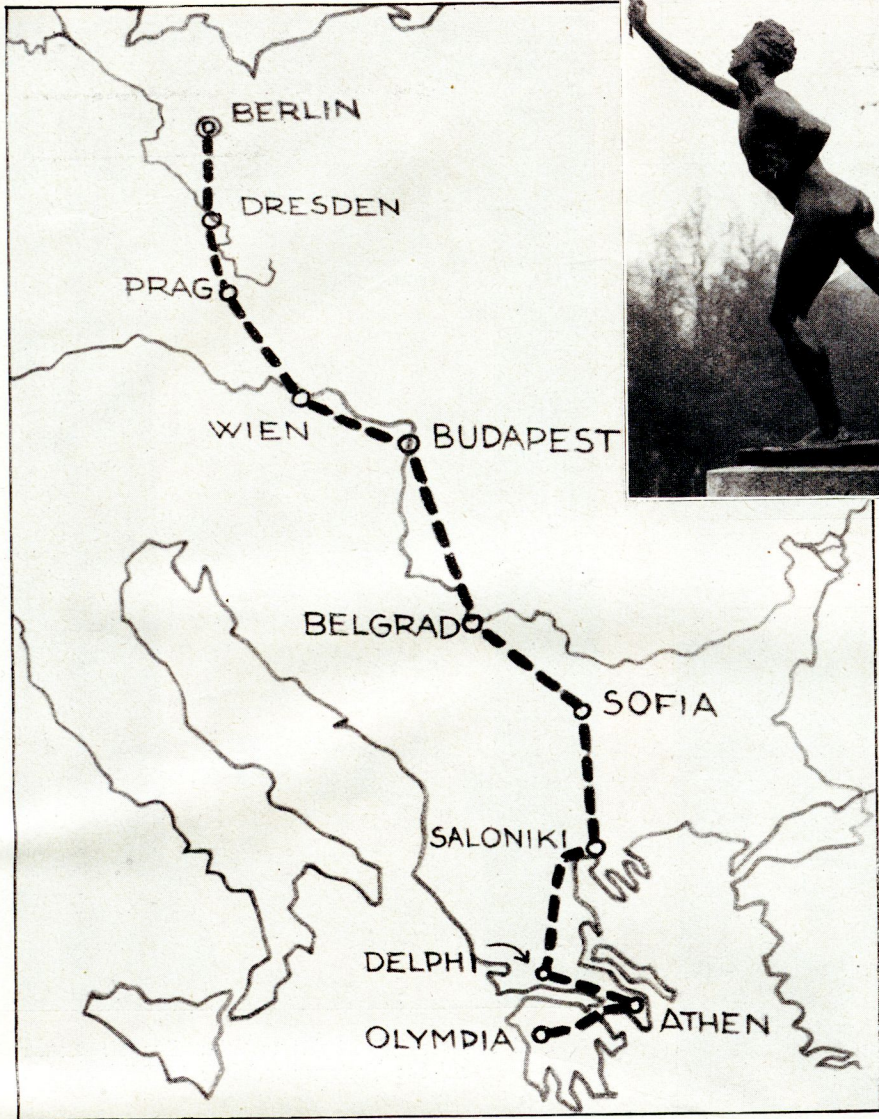 BERLIN
DRESDEN
PRAG
WIEN
BUDAPEST
BELGRAD
SOFIA
SALONIKI
DELPHI
ATHEN
OLYMPIA